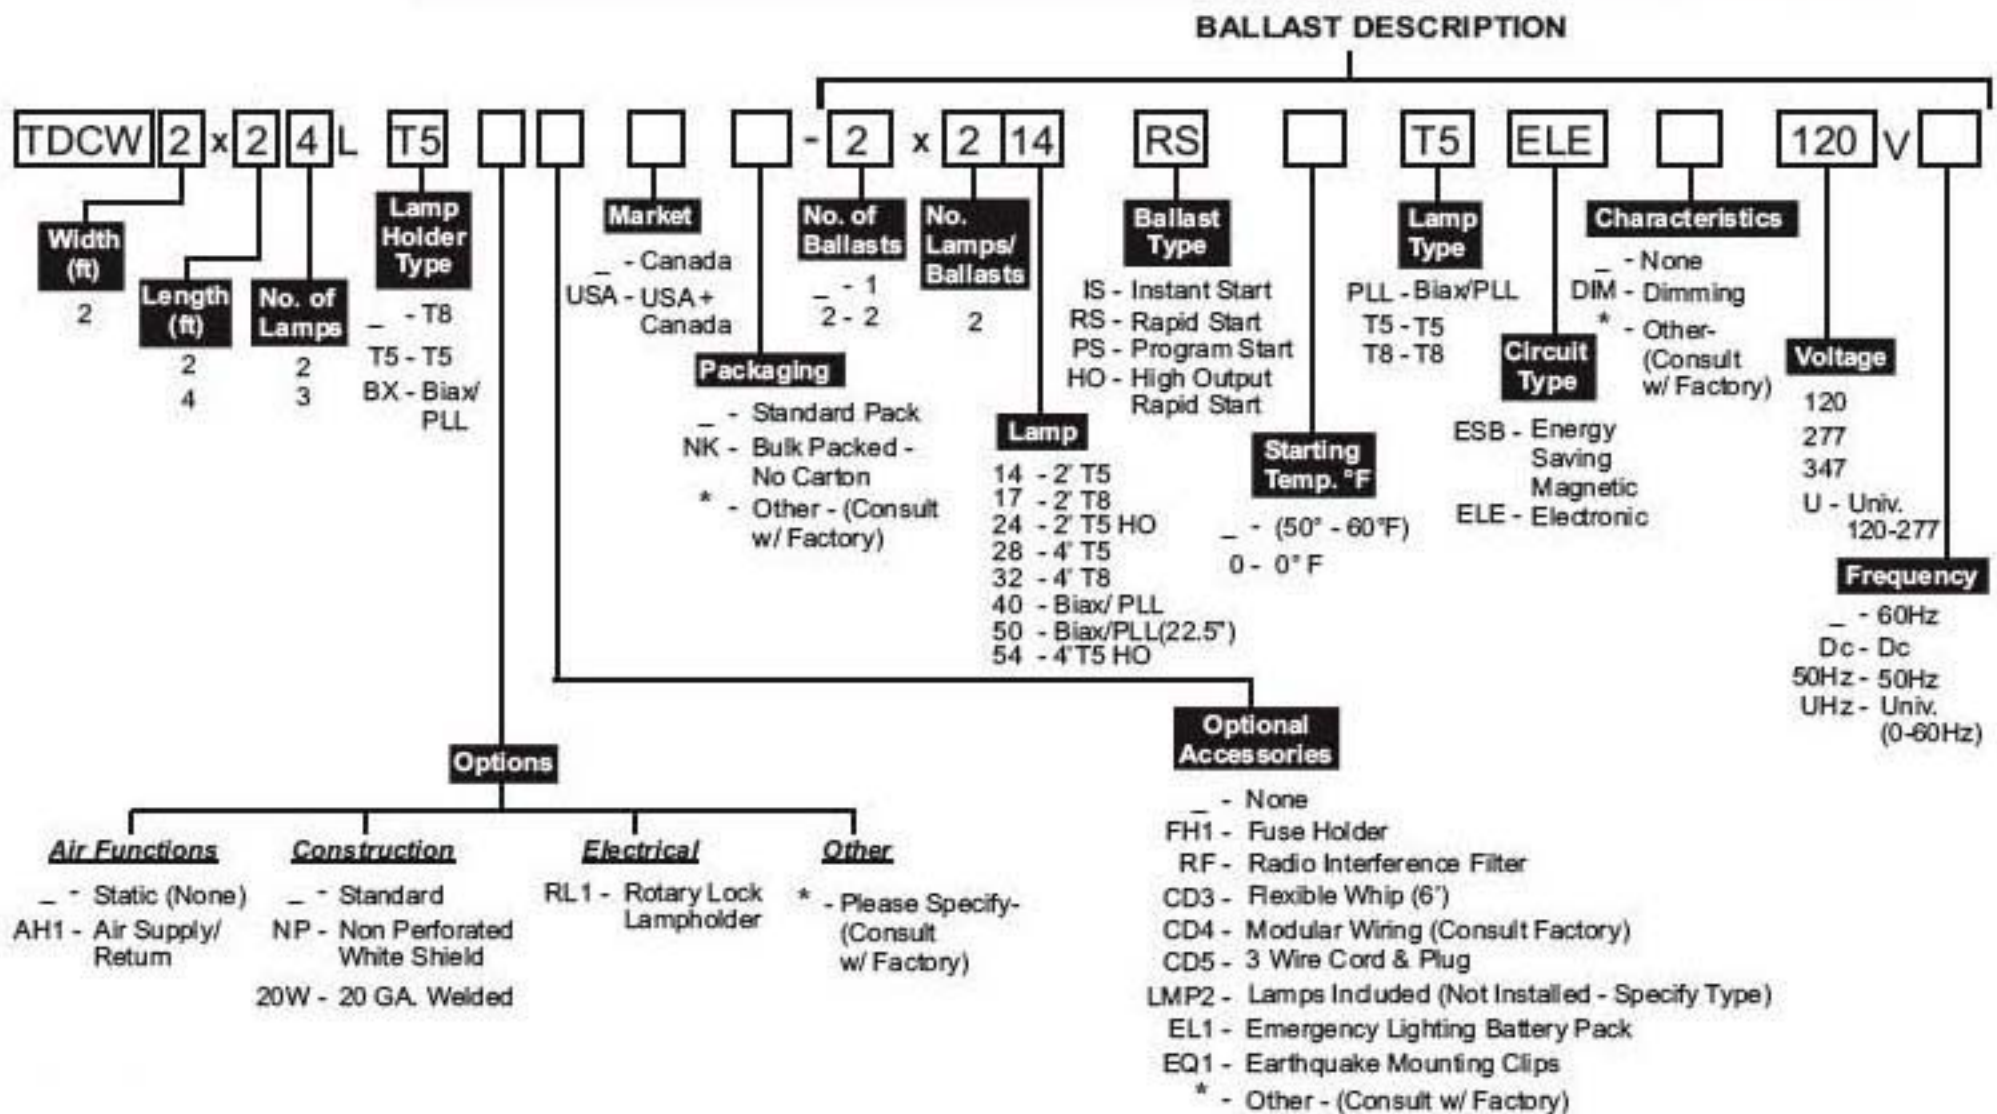 BALLAST DESCRIPTION
TDCW 2 x 2 4 L T5 - 2 x 2 14 RS T5 ELE 120 V
Width
(ft)
2
Length
(ft)
2
4
No. of
Lamps
2
3
Lamp
Holder
Type
_ - T8
T5 - T5
BX - Biax/
PLL
Market
_ - Canada
USA - USA +
Canada
Packaging
_ - Standard Pack
NK - Bulk Packed -
No Carton
* - Other - (Consult
w/ Factory)
No. of
Ballasts
_ - 1
2 - 2
No.
Lamps/
Ballasts
2
Lamp
14 - 2' T5
17 - 2' T8
24 - 2' T5 HO
28 - 4' T5
32 - 4' T8
40 - Biax/ PLL
50 - Biax/PLL(22.5")
54 - 4' T5 HO
Ballast
Type
IS - Instant Start
RS - Rapid Start
PS - Program Start
HO - High Output
Rapid Start
Starting
Temp. °F
_ - (50° - 60°F)
0 - 0° F
Lamp
Type
PLL - Biax/PLL
T5 - T5
T8 - T8
Circuit
Type
ESB - Energy
Saving
Magnetic
ELE - Electronic
Characteristics
_ - None
DIM - Dimming
* - Other-
(Consult
w/ Factory)
Voltage
120
277
347
U - Univ.
120-277
Frequency
_ - 60Hz
Dc - Dc
50Hz - 50Hz
UHz - Univ.
(0-60Hz)
Options
Air Functions
_ - Static (None)
AH1 - Air Supply/
Return
Construction
_ - Standard
NP - Non Perforated
White Shield
20W - 20 GA. Welded
Electrical
RL1 - Rotary Lock
Lampholder
Other
* - Please Specify-
(Consult
w/ Factory)
Optional
Accessories
_ - None
FH1 - Fuse Holder
RF - Radio Interference Filter
CD3 - Flexible Whip (6')
CD4 - Modular Wiring (Consult Factory)
CD5 - 3 Wire Cord & Plug
LMP2 - Lamps Included (Not Installed - Specify Type)
EL1 - Emergency Lighting Battery Pack
EQ1 - Earthquake Mounting Clips
* - Other - (Consult w/ Factory)